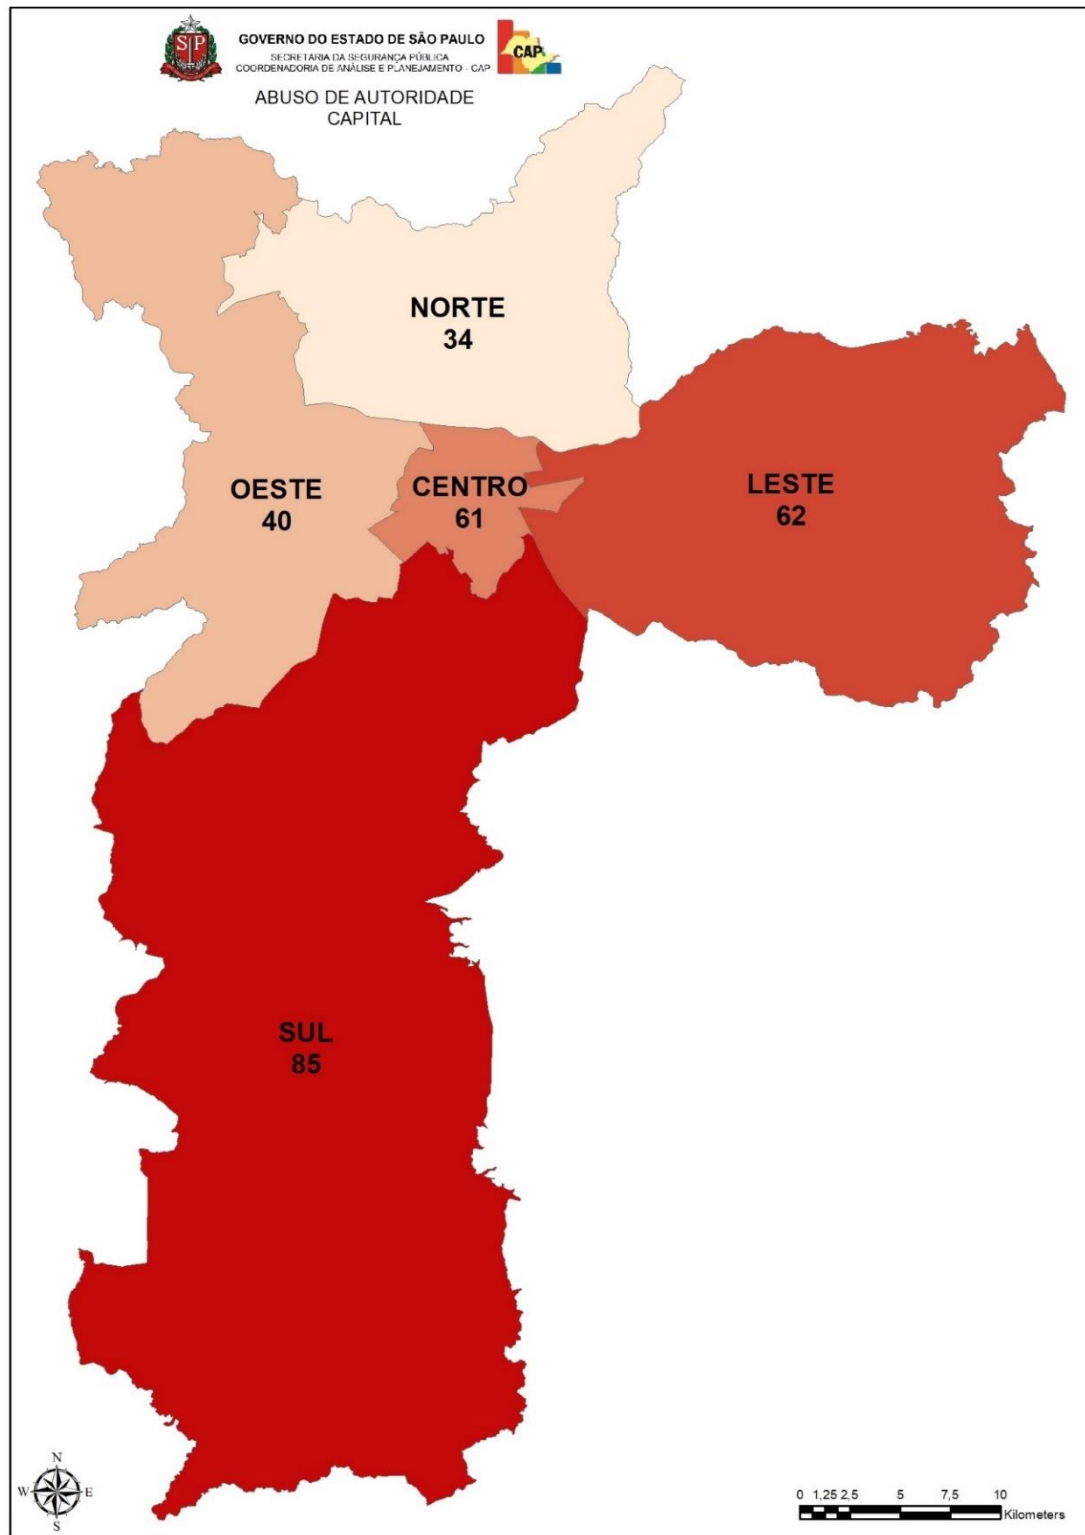 SP
GOVERNO DO ESTADO DE SÃO PAULO
SECRETARIA DA SEGURANÇA PÚBLICA
COORDENADORIA DE ANÁLISE E PLANEJAMENTO - CAP
CAP
ABUSO DE AUTORIDADE
CAPITAL
NORTE
34
OESTE
40
CENTRO
61
LESTE
62
SUL
85
N
W E
S
0 1,25 2,5 5 7,5 10
Kilometers